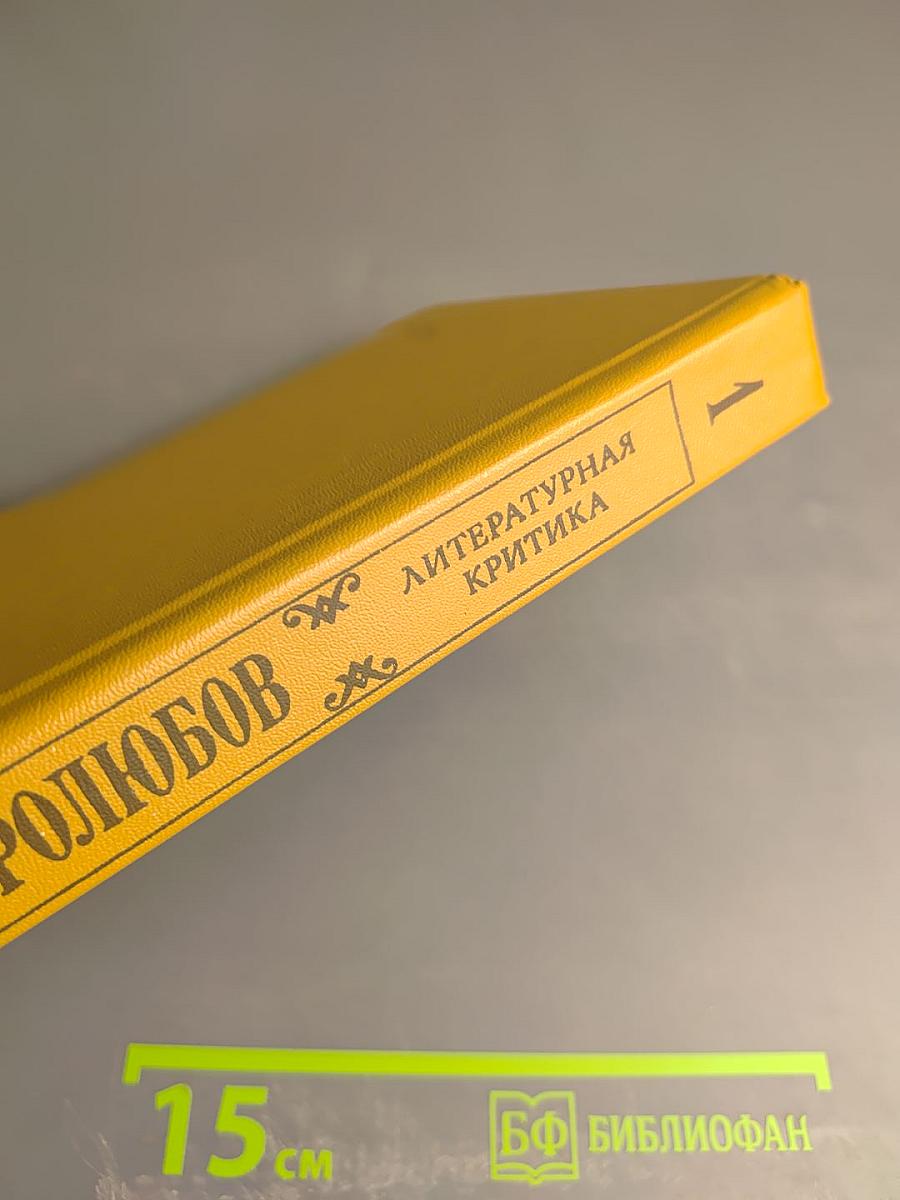 РОЛЮБОВ
ЛИТЕРАТУРНАЯ
КРИТИКА
1
15 см
БФ БИБЛИОФАН